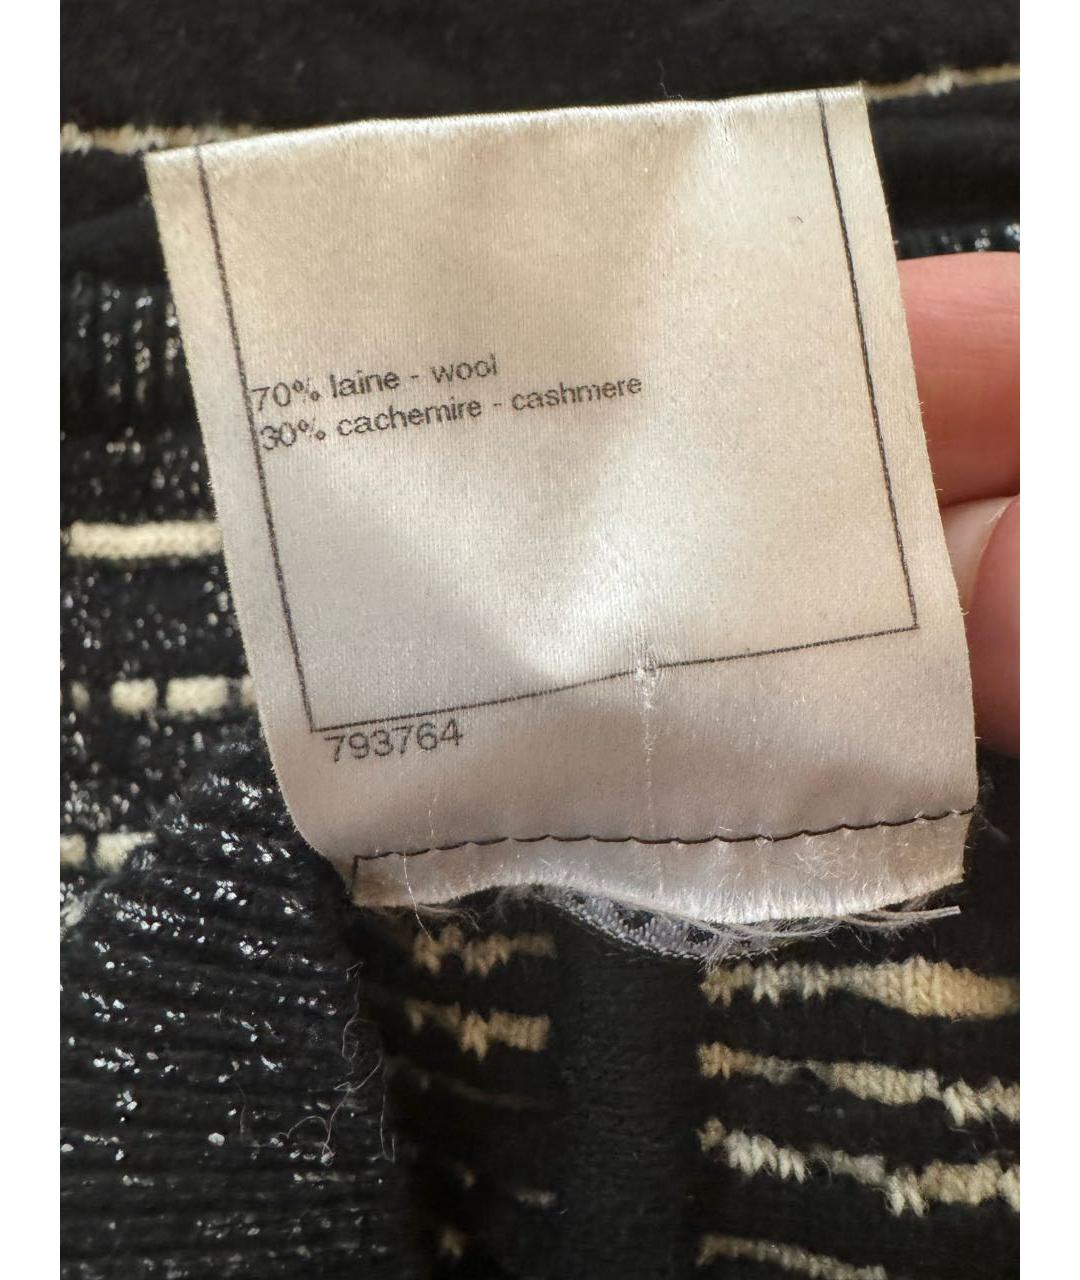 70% laine - wool
30% cachemire - cashmere
793764